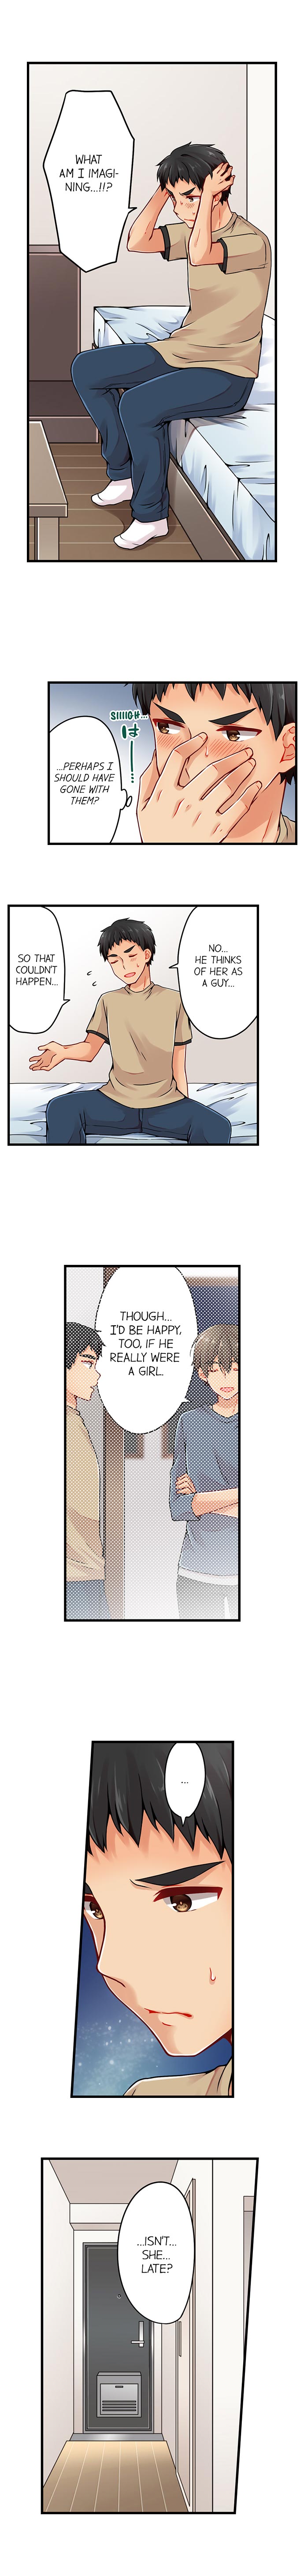 WHAT
AM I IMAGI-
NING...!!?
SIIIIGH...
は
...PERHAPS I
SHOULD HAVE
GONE WITH
THEM?
NO...
HE THINKS
OF HER AS
A GUY...
SO THAT
COULDN'T
HAPPEN...
THOUGH...
I'D BE HAPPY,
TOO, IF HE
REALLY WERE
A GIRL.
...
...ISN'T...
SHE...
LATE?